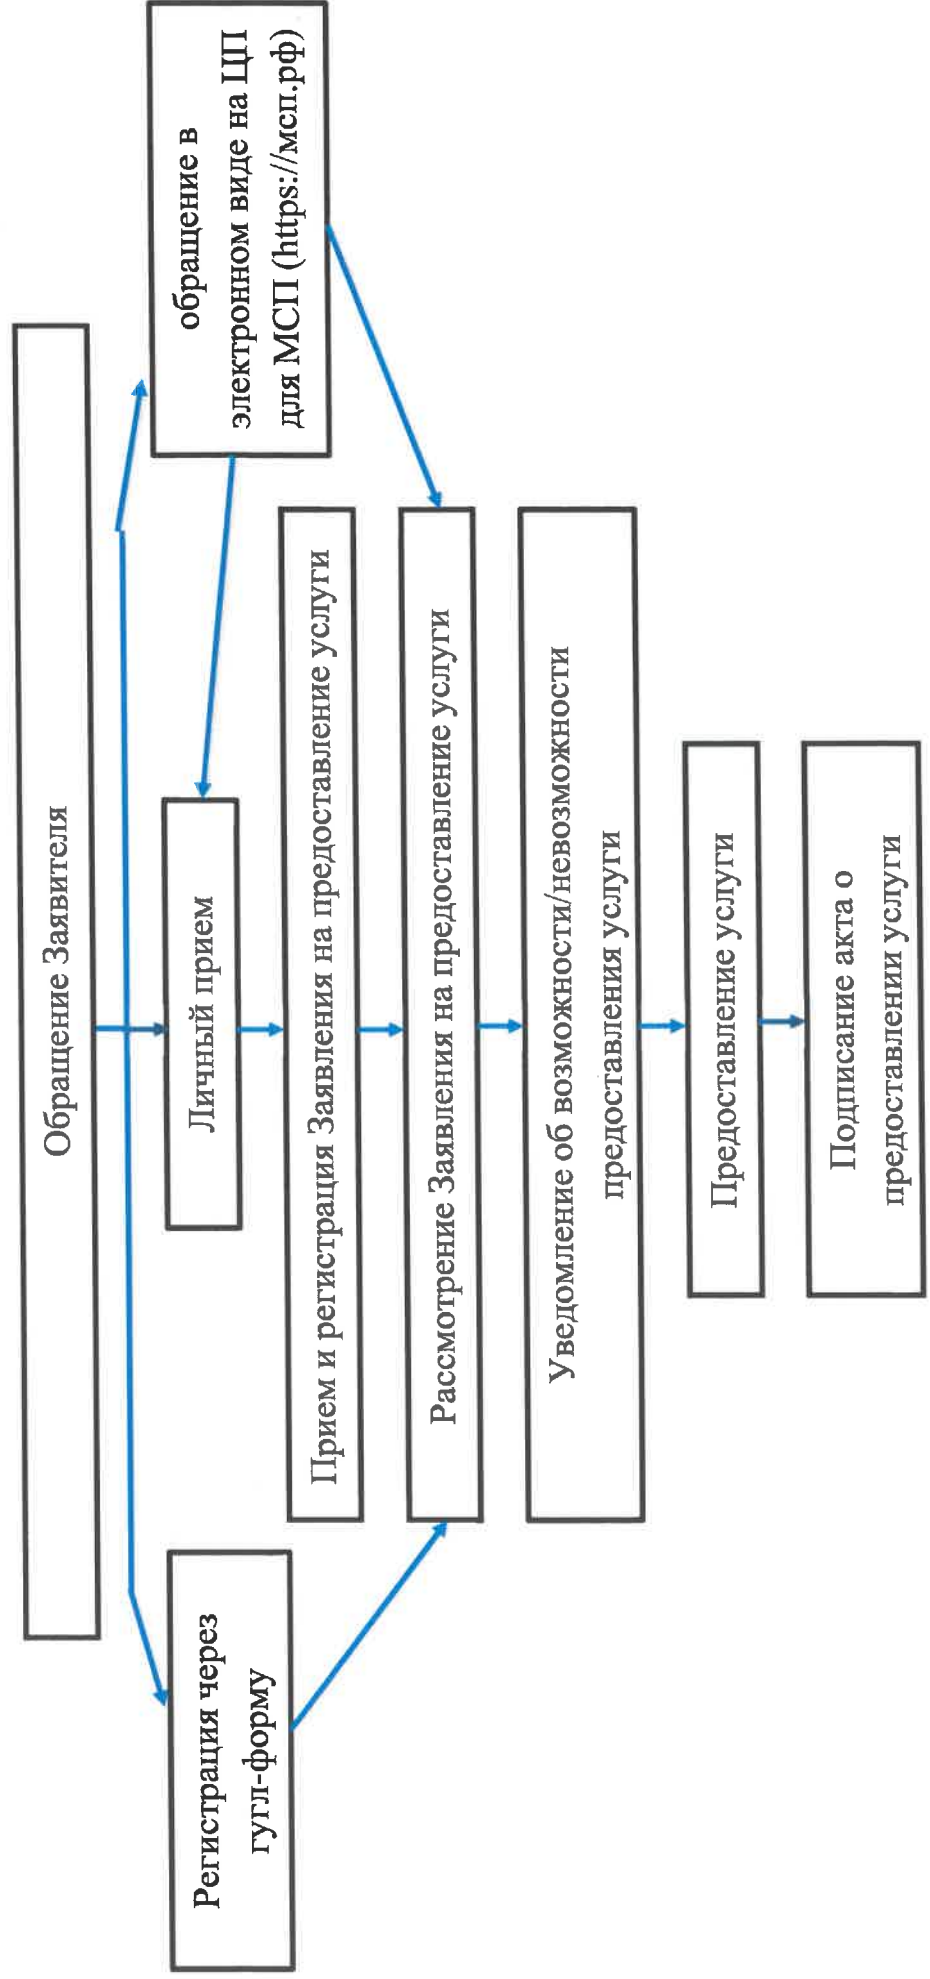 Обращение Заявителя
Регистрация через
гугл-форму
Личный прием
обращение в
электронном виде на ЦП
для МСП (https://мсп.рф)
Прием и регистрация Заявления на предоставление услуги
Рассмотрение Заявления на предоставление услуги
Уведомление об возможности/невозможности
предоставления услуги
Предоставление услуги
Подписание акта о
предоставлении услуги